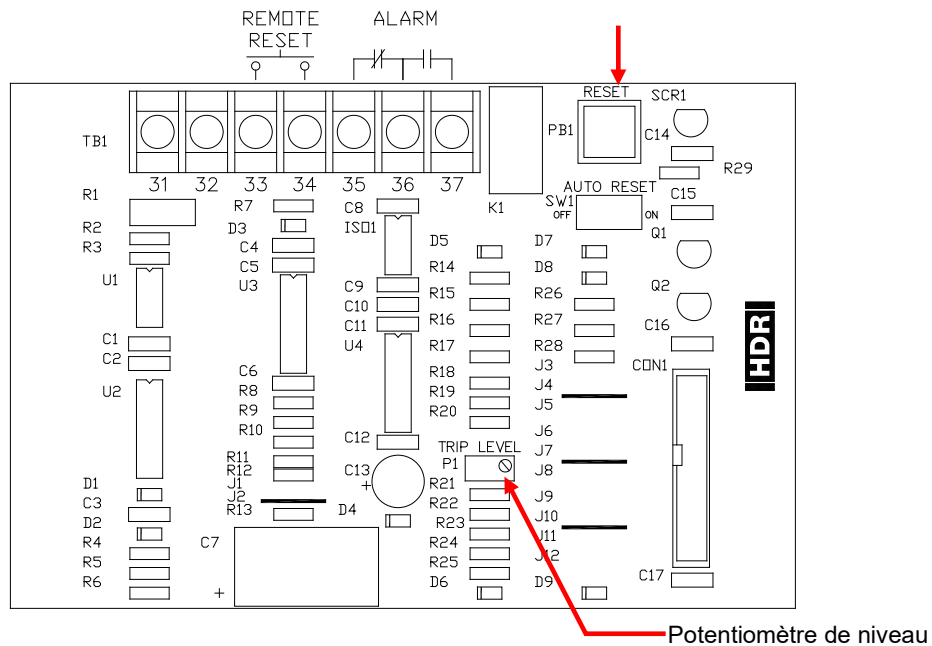 REMOTE RESET
ALARM
RESET
SCR1
PB1
C14
TB1
R29
31 32 33 34 35 36 37
K1
AUTO RESET
SW1
OFF
ON
C15
R1
R7
C8
R2
D3
ISO1
Q1
R3
C4
D5
D7
C5
R14
D8
U1
U3
C9
R15
R26
Q2
C10
R16
R27
C16
C11
C1
U4
R17
R28
C2
J3
CON1
C6
R18
J4
U2
R8
R19
J5
R9
R20
R10
J6
C12
TRIP LEVEL
J7
R11
P1
J8
R12
C13
+
D1
J1
R21
C3
J2
R22
J9
R13
D4
D2
R23
J10
R4
C7
R24
J11
R5
R25
J12
R6
D6
D9
C17
+
HDR
Potentiomètre de niveau